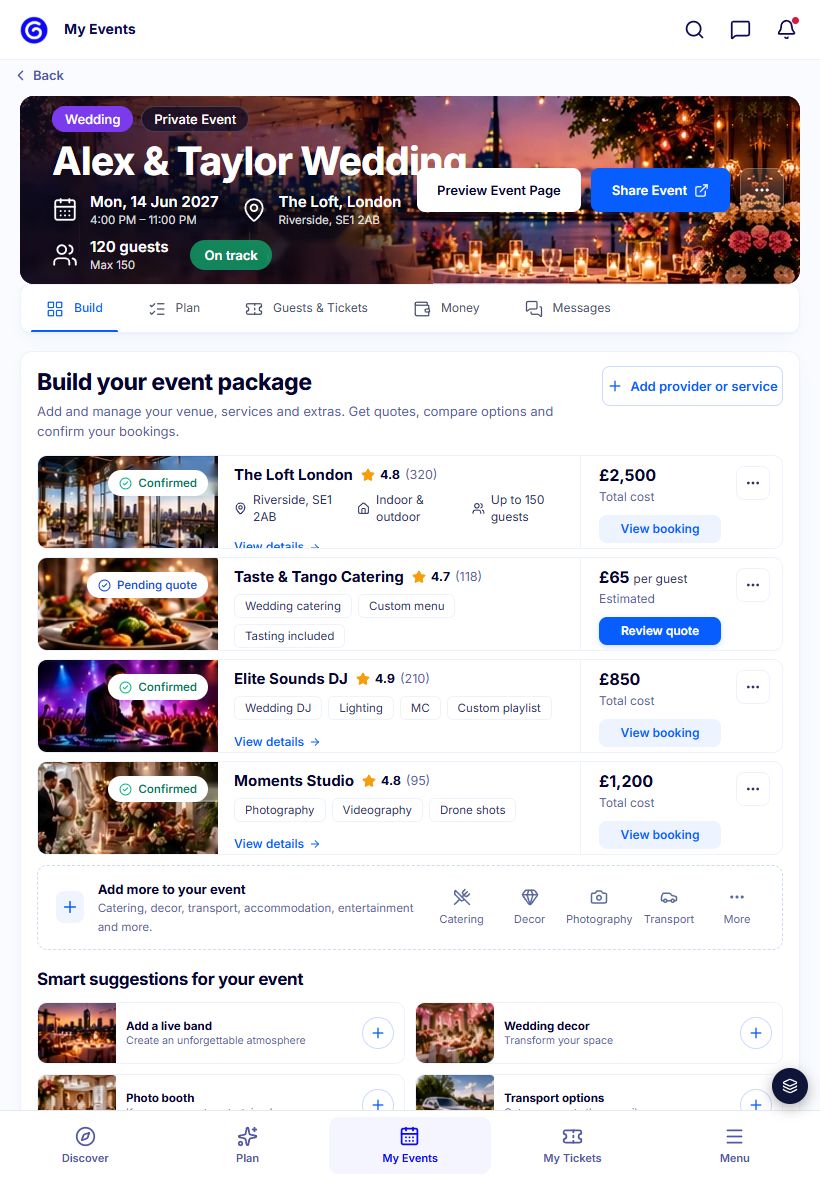 My Events
Back
Wedding
Private Event
Alex & Taylor Wedding
Mon, 14 Jun 2027
4:00 PM – 11:00 PM
The Loft, London
Riverside, SE1 2AB
Preview Event Page
Share Event
120 guests
Max 150
On track
Build
Plan
Guests & Tickets
Money
Messages
Build your event package
Add and manage your venue, services and extras. Get quotes, compare options and
confirm your bookings.
Add provider or service
Confirmed
The Loft London
4.8 (320)
Riverside, SE1
2AB
Indoor &
outdoor
Up to 150
guests
View details →
£2,500
Total cost
View booking
Pending quote
Taste & Tango Catering
4.7 (118)
Wedding catering
Custom menu
Tasting included
£65 per guest
Estimated
Review quote
Confirmed
Elite Sounds DJ
4.9 (210)
Wedding DJ
Lighting
MC
Custom playlist
View details →
£850
Total cost
View booking
Confirmed
Moments Studio
4.8 (95)
Photography
Videography
Drone shots
View details →
£1,200
Total cost
View booking
Add more to your event
Catering, decor, transport, accommodation, entertainment
and more.
Catering
Decor
Photography
Transport
More
Smart suggestions for your event
Add a live band
Create an unforgettable atmosphere
Wedding decor
Transform your space
Photo booth
Transport options
Discover
Plan
My Events
My Tickets
Menu